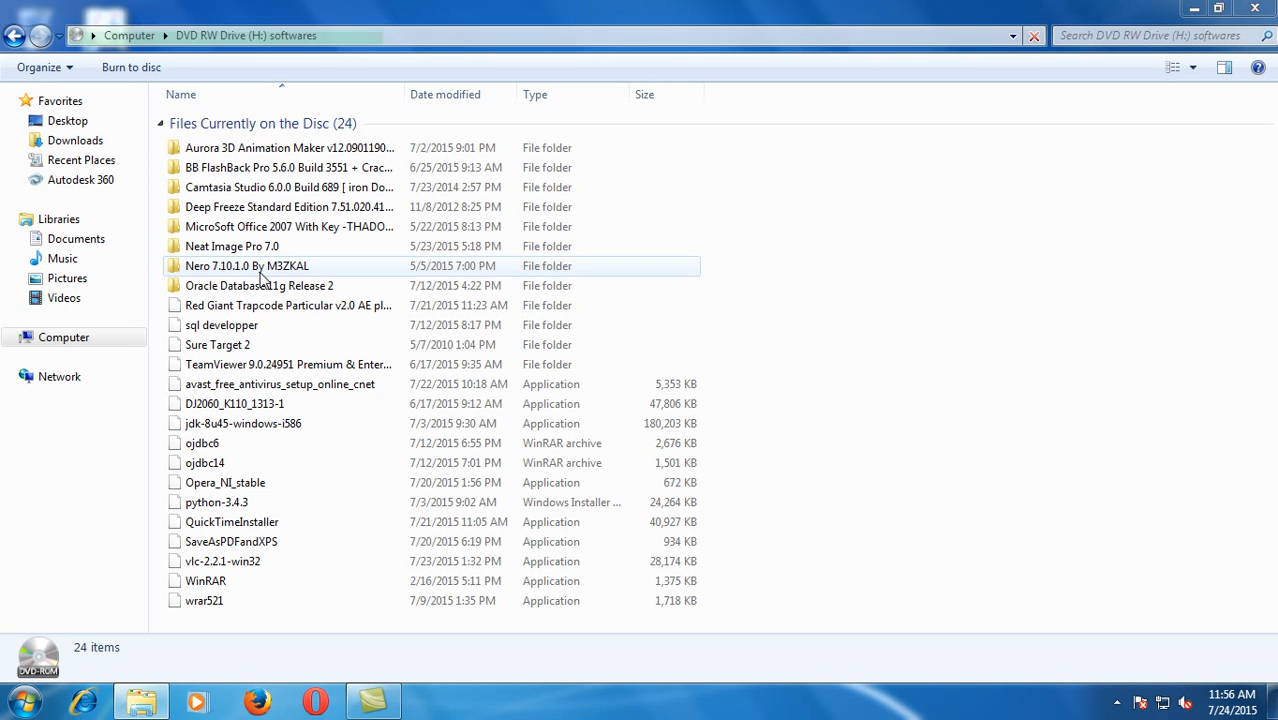 Computer DVD RW Drive (H:) softwares Search DVD RW Drive (H:) softwares
Organize Burn to disc
Name Date modified Type Size
Favorites
Desktop
Downloads
Recent Places
Autodesk 360
Libraries
Documents
Music
Pictures
Videos
Computer
Network
Files Currently on the Disc (24)
Aurora 3D Animation Maker v12.0901190... 7/2/2015 9:01 PM File folder
BB FlashBack Pro 5.6.0 Build 3551 + Crac... 6/25/2015 9:13 AM File folder
Camtasia Studio 6.0.0 Build 689 [ iron Do... 7/23/2014 2:57 PM File folder
Deep Freeze Standard Edition 7.51.020.41... 11/8/2012 8:25 PM File folder
MicroSoft Office 2007 With Key -THADO... 5/22/2015 8:13 PM File folder
Neat Image Pro 7.0 5/23/2015 5:18 PM File folder
Nero 7.10.1.0 By M3ZKAL 5/5/2015 7:00 PM File folder
Oracle Database 11g Release 2 7/12/2015 4:22 PM File folder
Red Giant Trapcode Particular v2.0 AE pl... 7/21/2015 11:23 AM File folder
sql developper 7/12/2015 8:17 PM File folder
Sure Target 2 5/7/2010 1:04 PM File folder
TeamViewer 9.0.24951 Premium & Enter... 6/17/2015 9:35 AM File folder
avast_free_antivirus_setup_online_cnet 7/22/2015 10:18 AM Application 5,353 KB
DJ2060_K110_1313-1 6/17/2015 9:12 AM Application 47,806 KB
jdk-8u45-windows-i586 7/3/2015 9:30 AM Application 180,203 KB
ojdbc6 7/12/2015 6:55 PM WinRAR archive 2,676 KB
ojdbc14 7/12/2015 7:01 PM WinRAR archive 1,501 KB
Opera_NI_stable 7/20/2015 1:56 PM Application 672 KB
python-3.4.3 7/3/2015 9:02 AM Windows Installer ... 24,264 KB
QuickTimeInstaller 7/21/2015 11:05 AM Application 40,927 KB
SaveAsPDFandXPS 7/20/2015 6:19 PM Application 934 KB
vlc-2.2.1-win32 7/23/2015 1:32 PM Application 28,174 KB
WinRAR 2/16/2015 5:11 PM Application 1,375 KB
wrar521 7/9/2015 1:35 PM Application 1,718 KB
24 items
DVD-ROM
11:56 AM
7/24/2015